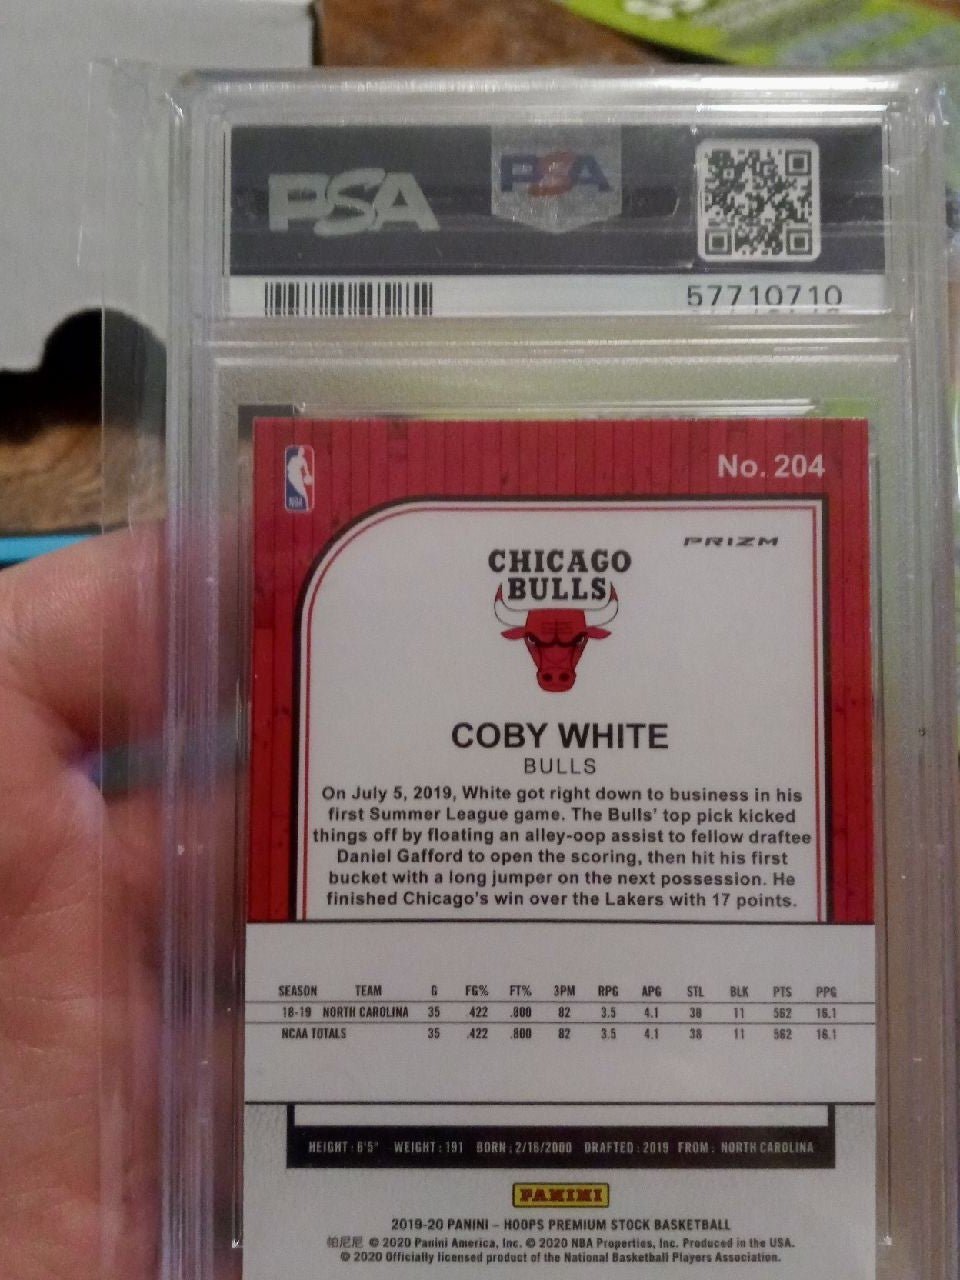 PSA
PSA
57710710
No. 204
NBA
PRIZM
CHICAGO
BULLS
COBY WHITE
BULLS
On July 5, 2019, White got right down to business in his
first Summer League game. The Bulls' top pick kicked
things off by floating an alley-oop assist to fellow draftee
Daniel Gafford to open the scoring, then hit his first
bucket with a long jumper on the next possession. He
finished Chicago's win over the Lakers with 17 points.
SEASON TEAM G FG% FT% 3PM RPG APG STL BLK PTS PPG
18-19 NORTH CAROLINA 35 .422 .800 82 3.5 4.1 38 11 562 16.1
NCAA TOTALS 35 .422 .800 82 3.5 4.1 38 11 562 16.1
HEIGHT: 6'5" WEIGHT: 191 BORN: 2/16/2000 DRAFTED: 2019 FROM: NORTH CAROLINA
PANINI
2019-20 PANINI – HOOPS PREMIUM STOCK BASKETBALL
帕尼尼 © 2020 Panini America, Inc. © 2020 NBA Properties, Inc. Produced in the USA.
© 2020 Officially licensed product of the National Basketball Players Association.